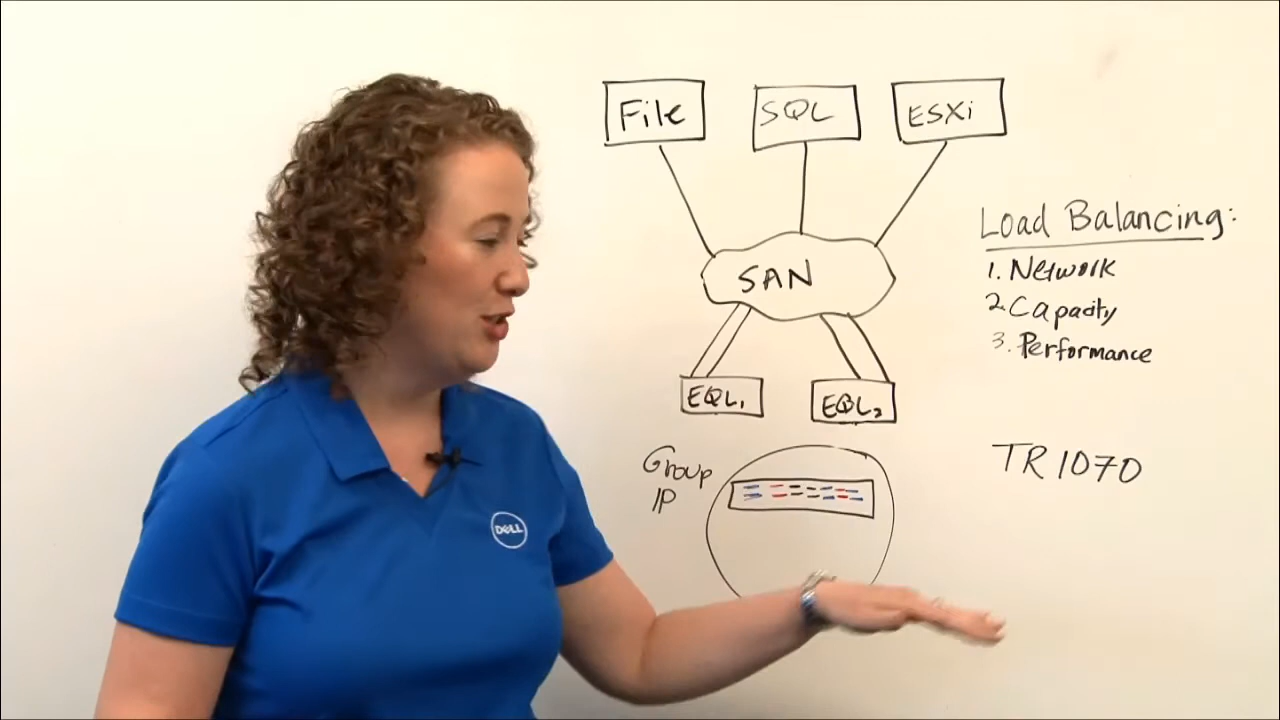 File
SQL
ESXi
SAN
Load Balancing:
1. Network
2. Capacity
3. Performance
EQL1
EQL2
Group
IP
TR1070
DELL